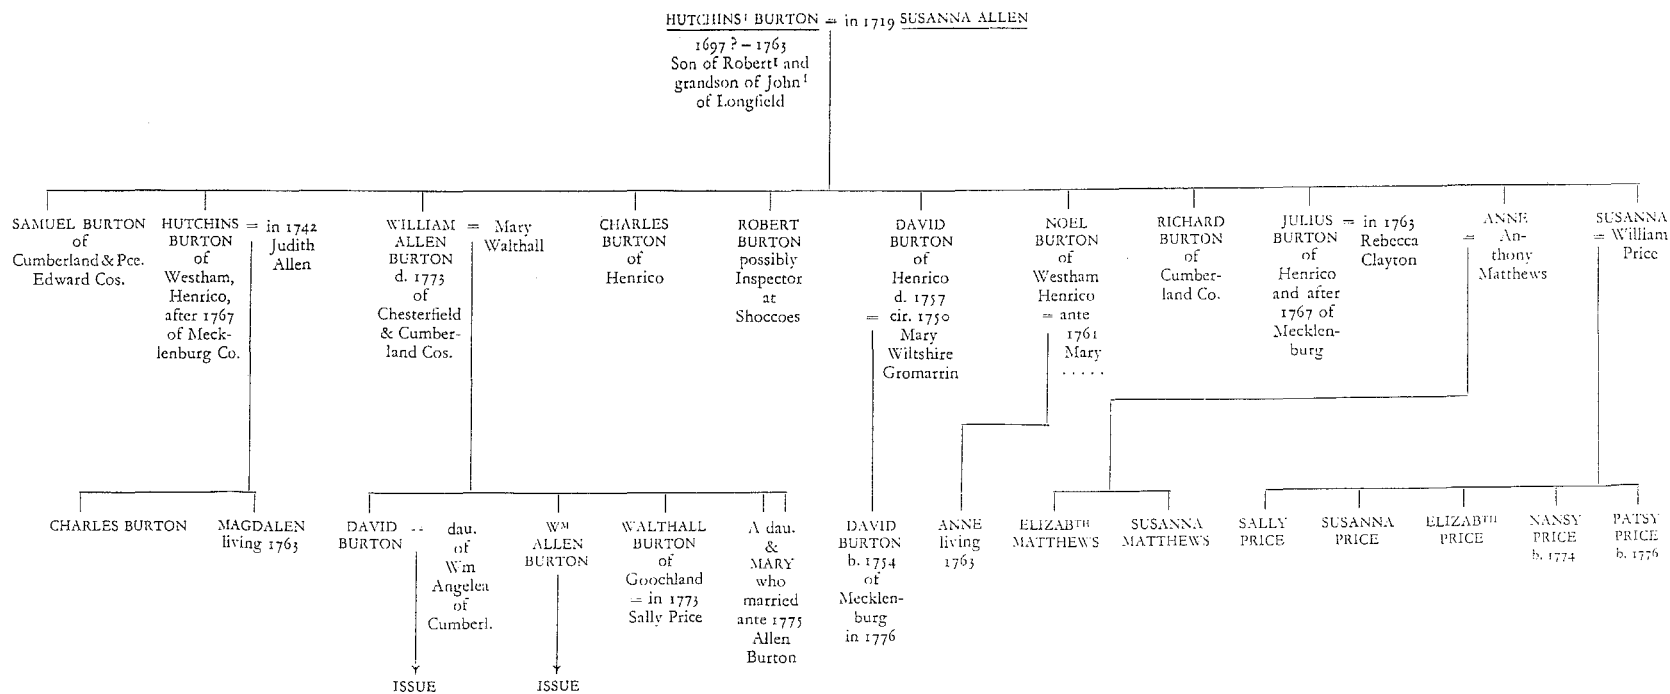 HUTCHINS¹ BURTON = in 1719 SUSANNA ALLEN
1697 ? – 1763
Son of Robert¹ and
grandson of John¹
of Longfield
SAMUEL BURTON
of
Cumberland & Pce.
Edward Cos.
HUTCHINS = in 1742
BURTON Judith
of Allen
Westham,
Henrico,
after 1767
of Meck-
lenburg Co.
WILLIAM = Mary
ALLEN Walthall
BURTON
d. 1773
of
Chesterfield
& Cumber-
land Cos.
CHARLES
BURTON
of
Henrico
ROBERT
BURTON
possibly
Inspector
at
Shoccoes
DAVID
BURTON
of
Henrico
d. 1757
= cir. 1750
Mary
Wiltshire
Gromarrin
NOEL
BURTON
of
Westham
Henrico
= ante
1761
Mary
. . . . .
RICHARD
BURTON
of
Cumber-
land Co.
JULIUS = in 1763
BURTON Rebecca
of Clayton
Henrico
and after
1767 of
Mecklen-
burg
ANNE
= An-
thony
Matthews
SUSANNA
= William
Price
CHARLES BURTON
MAGDALEN
living 1763
DAVID -- dau.
BURTON of
Wm
Angelea
of
Cumberl.
ISSUE
Wᴹ
ALLEN
BURTON
ISSUE
WALTHALL
BURTON
of
Goochland
= in 1773
Sally Price
A dau.
&
MARY
who
married
ante 1775
Allen
Burton
DAVID
BURTON
b. 1754
of
Mecklen-
burg
in 1776
ANNE
living
1763
ELIZABᵀᴴ
MATTHEWS
SUSANNA
MATTHEWS
SALLY
PRICE
SUSANNA
PRICE
ELIZABᵀᴴ
PRICE
NANSY
PRICE
b. 1774
PATSY
PRICE
b. 1776